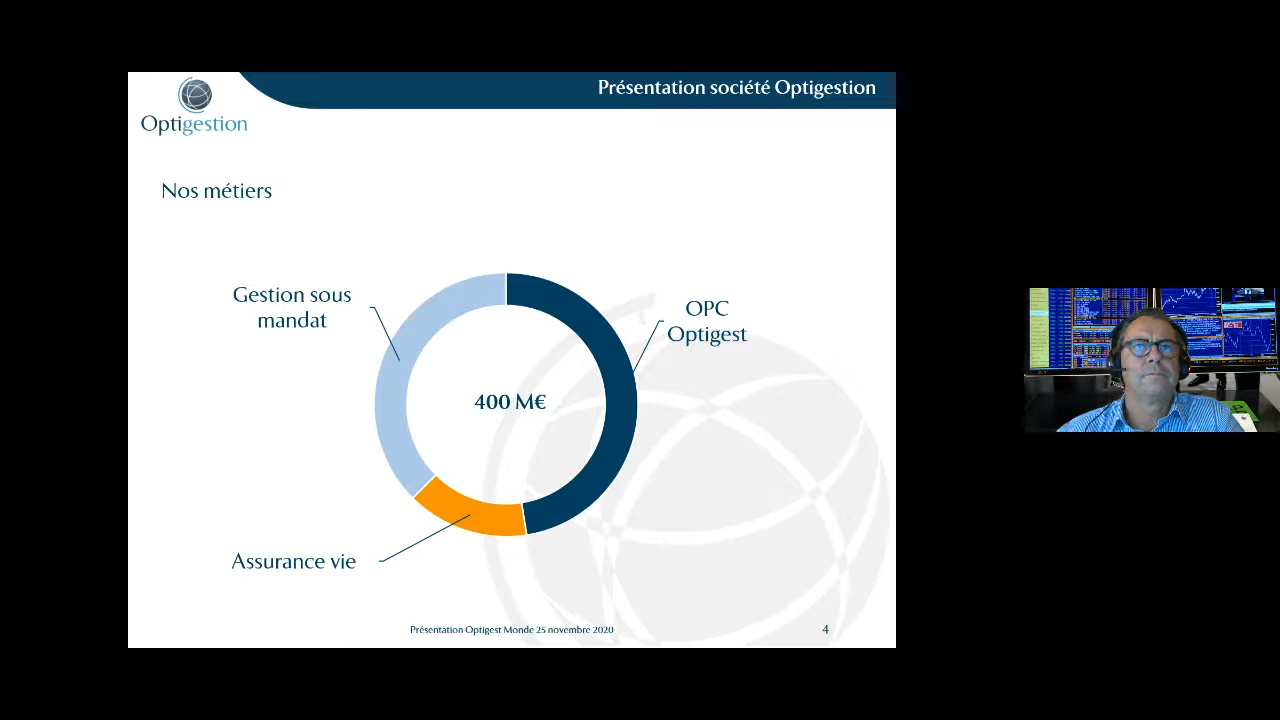 Présentation société Optigestion
Optigestion
Nos métiers
Gestion sous
mandat
OPC
Optigest
400 M€
Assurance vie
Présentation Optigest Monde 25 novembre 2020
4